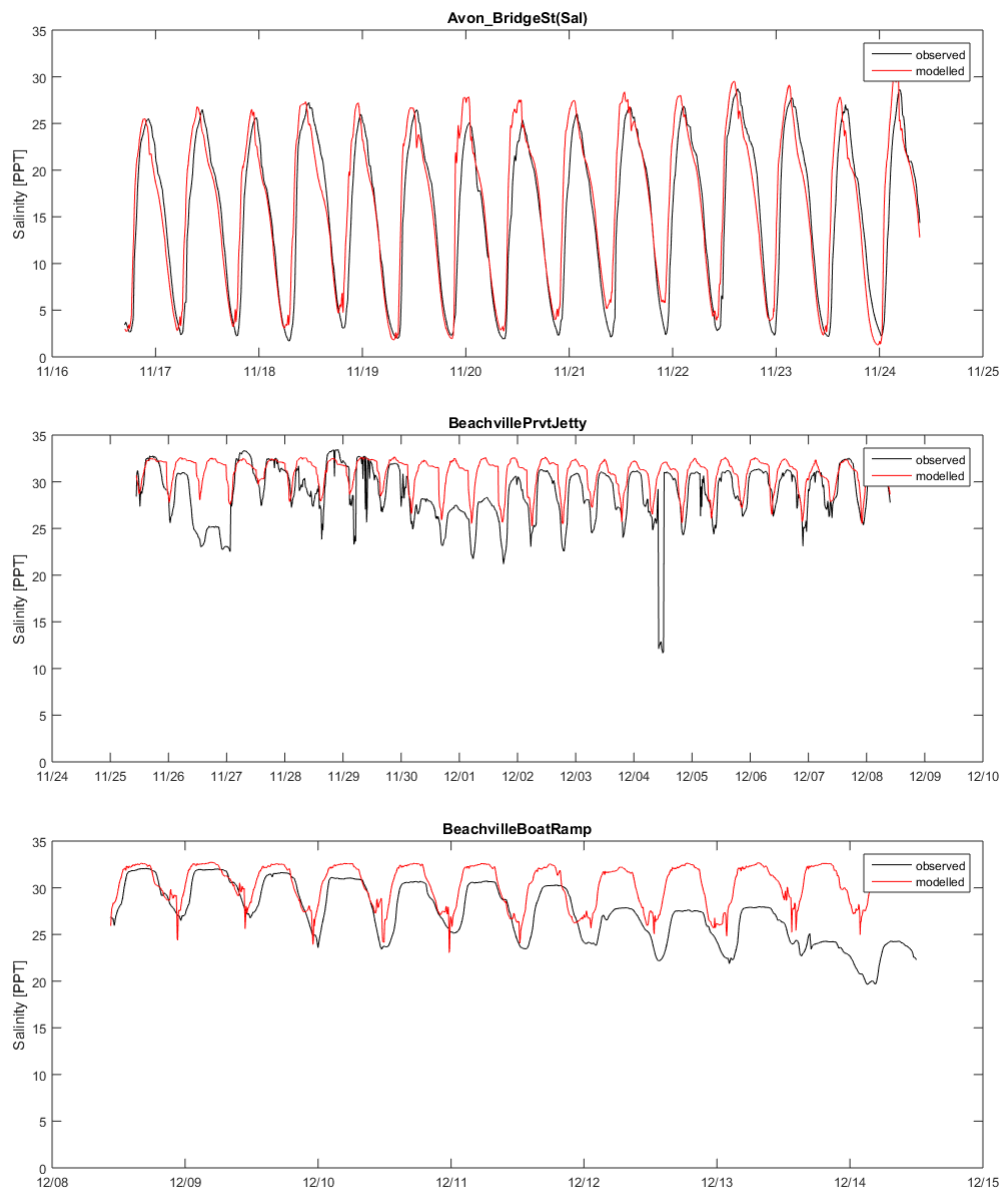 Avon_BridgeSt(Sal)
35
30
25
20
15
10
5
0
Salinity [PPT]
observed
modelled
11/16 11/17 11/18 11/19 11/20 11/21 11/22 11/23 11/24 11/25
BeachvillePrvtJetty
35
30
25
20
15
10
5
0
Salinity [PPT]
observed
modelled
11/24 11/25 11/26 11/27 11/28 11/29 11/30 12/01 12/02 12/03 12/04 12/05 12/06 12/07 12/08 12/09 12/10
BeachvilleBoatRamp
35
30
25
20
15
10
5
0
Salinity [PPT]
observed
modelled
12/08 12/09 12/10 12/11 12/12 12/13 12/14 12/15